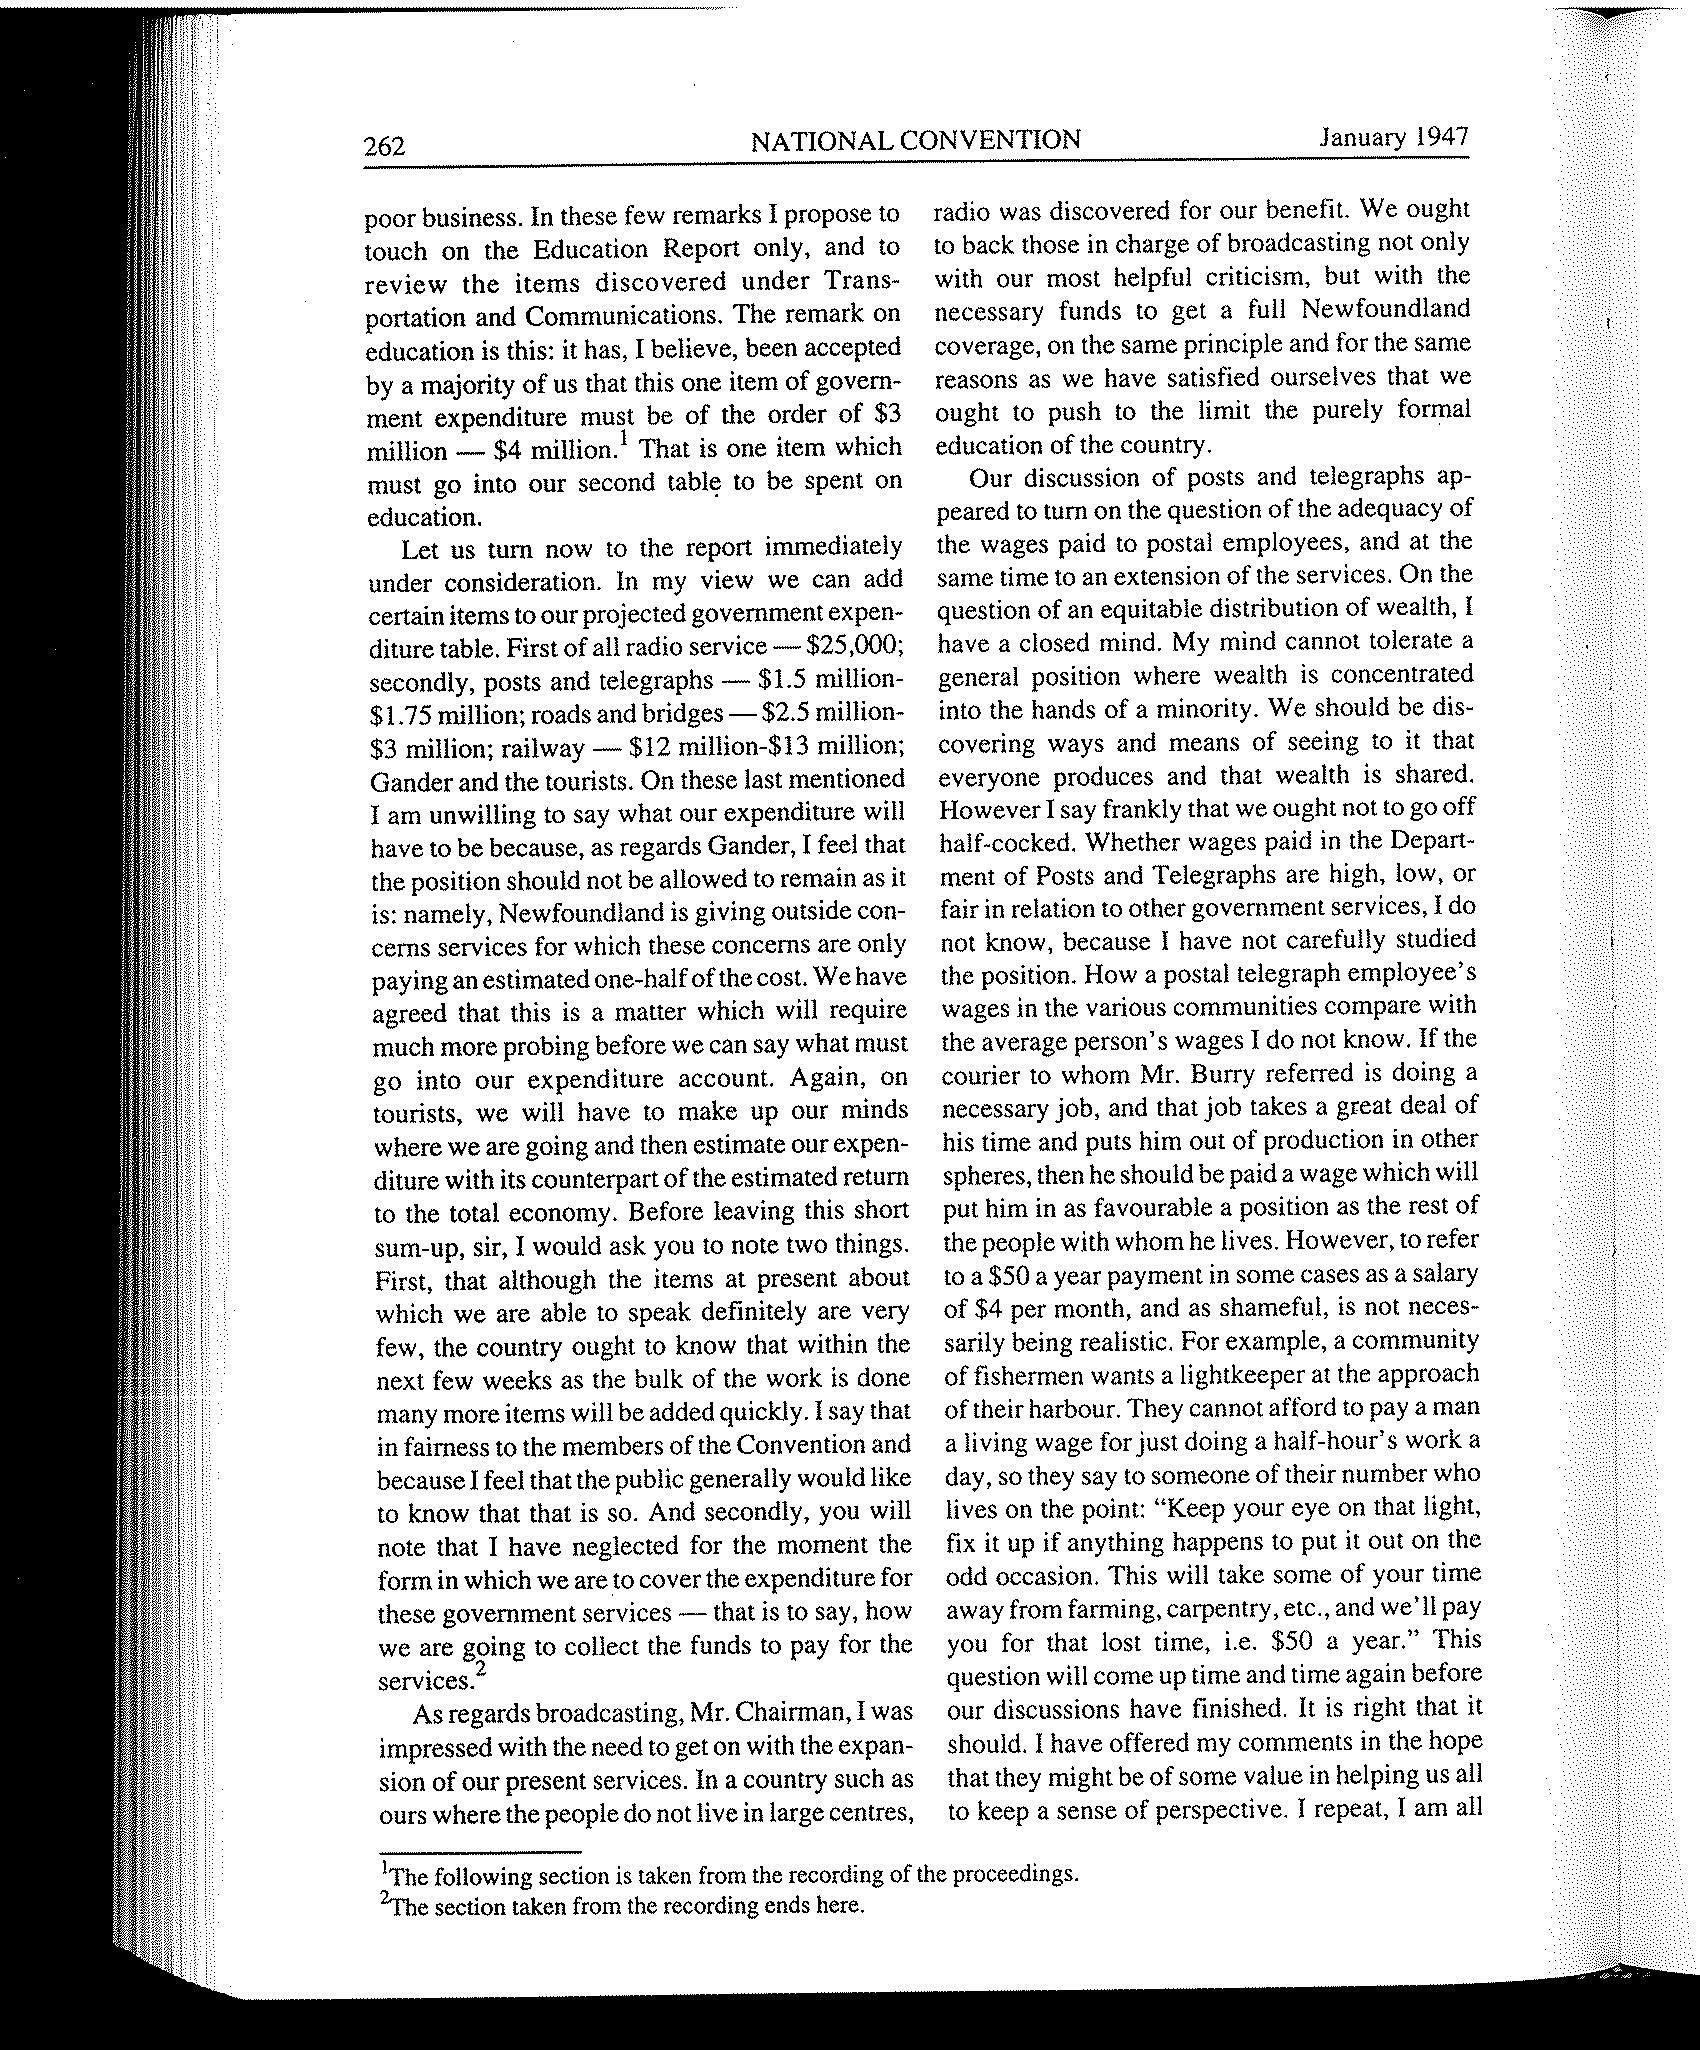 262 NATIONAL CONVENTION January 1947
poor business. In these few remarks I propose to
touch on the Education Report only, and to
review the items discovered under Trans-
portation and Communications. The remark on
education is this: it has, I believe, been accepted
by a majority of us that this one item of govern-
ment expenditure must be of the order of $3
million — $4 million.¹ That is one item which
must go into our second table to be spent on
education.
Let us turn now to the report immediately
under consideration. In my view we can add
certain items to our projected government expen-
diture table. First of all radio service — $25,000;
secondly, posts and telegraphs — $1.5 million-
$1.75 million; roads and bridges — $2.5 million-
$3 million; railway — $12 million-$13 million;
Gander and the tourists. On these last mentioned
I am unwilling to say what our expenditure will
have to be because, as regards Gander, I feel that
the position should not be allowed to remain as it
is: namely, Newfoundland is giving outside con-
cerns services for which these concerns are only
paying an estimated one-half of the cost. We have
agreed that this is a matter which will require
much more probing before we can say what must
go into our expenditure account. Again, on
tourists, we will have to make up our minds
where we are going and then estimate our expen-
diture with its counterpart of the estimated return
to the total economy. Before leaving this short
sum-up, sir, I would ask you to note two things.
First, that although the items at present about
which we are able to speak definitely are very
few, the country ought to know that within the
next few weeks as the bulk of the work is done
many more items will be added quickly. I say that
in fairness to the members of the Convention and
because I feel that the public generally would like
to know that that is so. And secondly, you will
note that I have neglected for the moment the
form in which we are to cover the expenditure for
these government services — that is to say, how
we are going to collect the funds to pay for the
services.²
As regards broadcasting, Mr. Chairman, I was
impressed with the need to get on with the expan-
sion of our present services. In a country such as
ours where the people do not live in large centres,
radio was discovered for our benefit. We ought
to back those in charge of broadcasting not only
with our most helpful criticism, but with the
necessary funds to get a full Newfoundland
coverage, on the same principle and for the same
reasons as we have satisfied ourselves that we
ought to push to the limit the purely formal
education of the country.
Our discussion of posts and telegraphs ap-
peared to turn on the question of the adequacy of
the wages paid to postal employees, and at the
same time to an extension of the services. On the
question of an equitable distribution of wealth, I
have a closed mind. My mind cannot tolerate a
general position where wealth is concentrated
into the hands of a minority. We should be dis-
covering ways and means of seeing to it that
everyone produces and that wealth is shared.
However I say frankly that we ought not to go off
half-cocked. Whether wages paid in the Depart-
ment of Posts and Telegraphs are high, low, or
fair in relation to other government services, I do
not know, because I have not carefully studied
the position. How a postal telegraph employee's
wages in the various communities compare with
the average person's wages I do not know. If the
courier to whom Mr. Burry referred is doing a
necessary job, and that job takes a great deal of
his time and puts him out of production in other
spheres, then he should be paid a wage which will
put him in as favourable a position as the rest of
the people with whom he lives. However, to refer
to a $50 a year payment in some cases as a salary
of $4 per month, and as shameful, is not neces-
sarily being realistic. For example, a community
of fishermen wants a lightkeeper at the approach
of their harbour. They cannot afford to pay a man
a living wage for just doing a half-hour's work a
day, so they say to someone of their number who
lives on the point: "Keep your eye on that light,
fix it up if anything happens to put it out on the
odd occasion. This will take some of your time
away from farming, carpentry, etc., and we'll pay
you for that lost time, i.e. $50 a year." This
question will come up time and time again before
our discussions have finished. It is right that it
should. I have offered my comments in the hope
that they might be of some value in helping us all
to keep a sense of perspective. I repeat, I am all
¹The following section is taken from the recording of the proceedings.
²The section taken from the recording ends here.